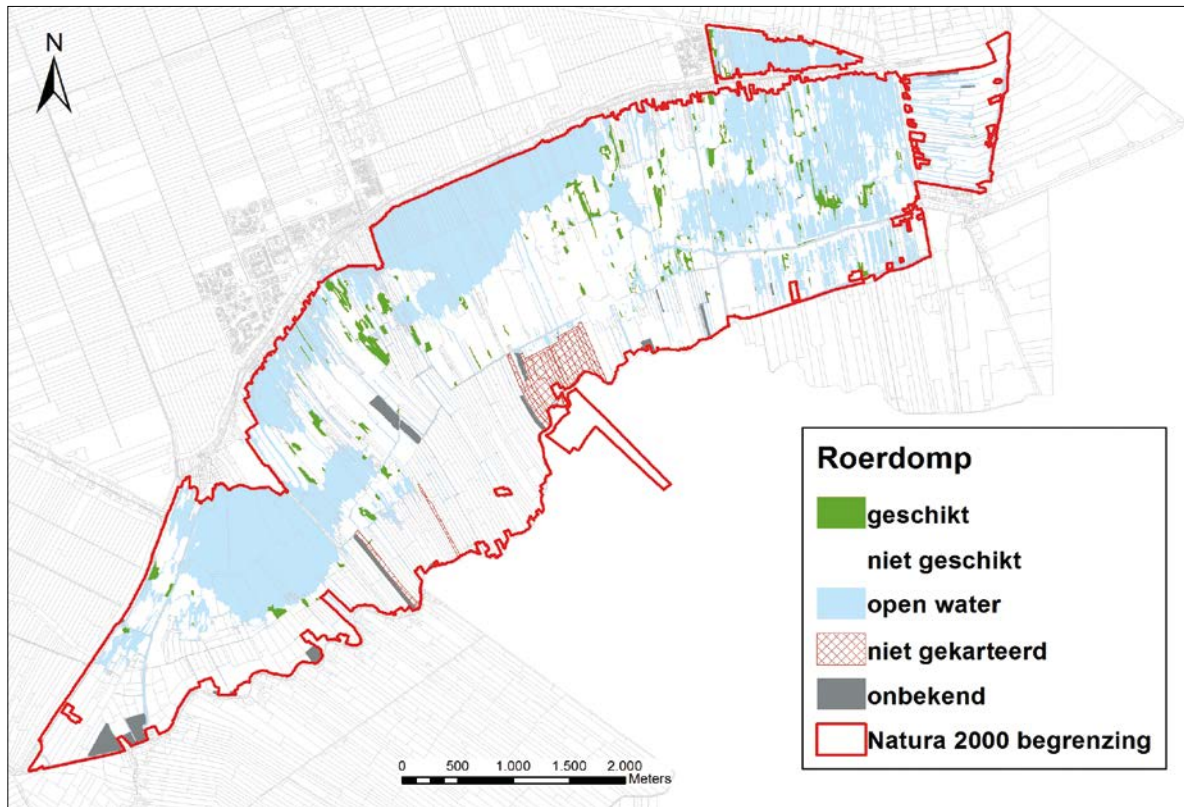 N
Roerdomp
geschikt
niet geschikt
open water
niet gekarteerd
onbekend
Natura 2000 begrenzing
0 500 1.000 1.500 2.000
Meters